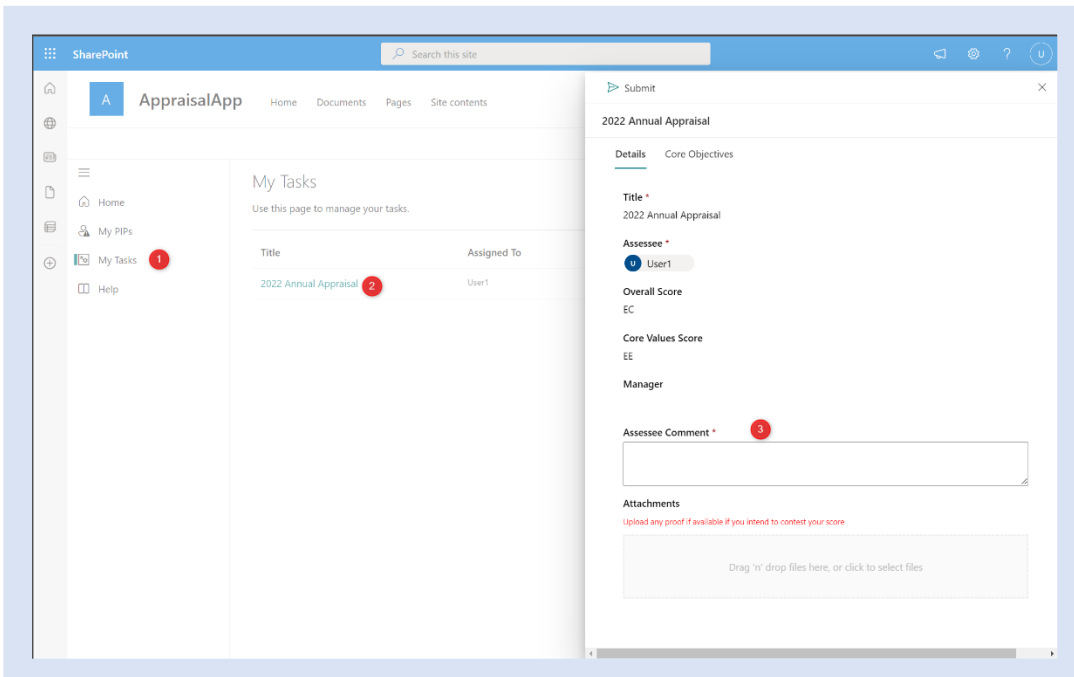 SharePoint
Search this site
?
U
A
AppraisalApp
Home Documents Pages Site contents
Home
My PIPs
My Tasks 1
Help
My Tasks
Use this page to manage your tasks.
Title Assigned To
2022 Annual Appraisal 2 User1
Submit
2022 Annual Appraisal
Details Core Objectives
Title *
2022 Annual Appraisal
Assessee *
U User1
Overall Score
EC
Core Values Score
EE
Manager
Assessee Comment * 3
Attachments
Upload any proof if available if you intend to contest your score
Drag 'n' drop files here, or click to select files